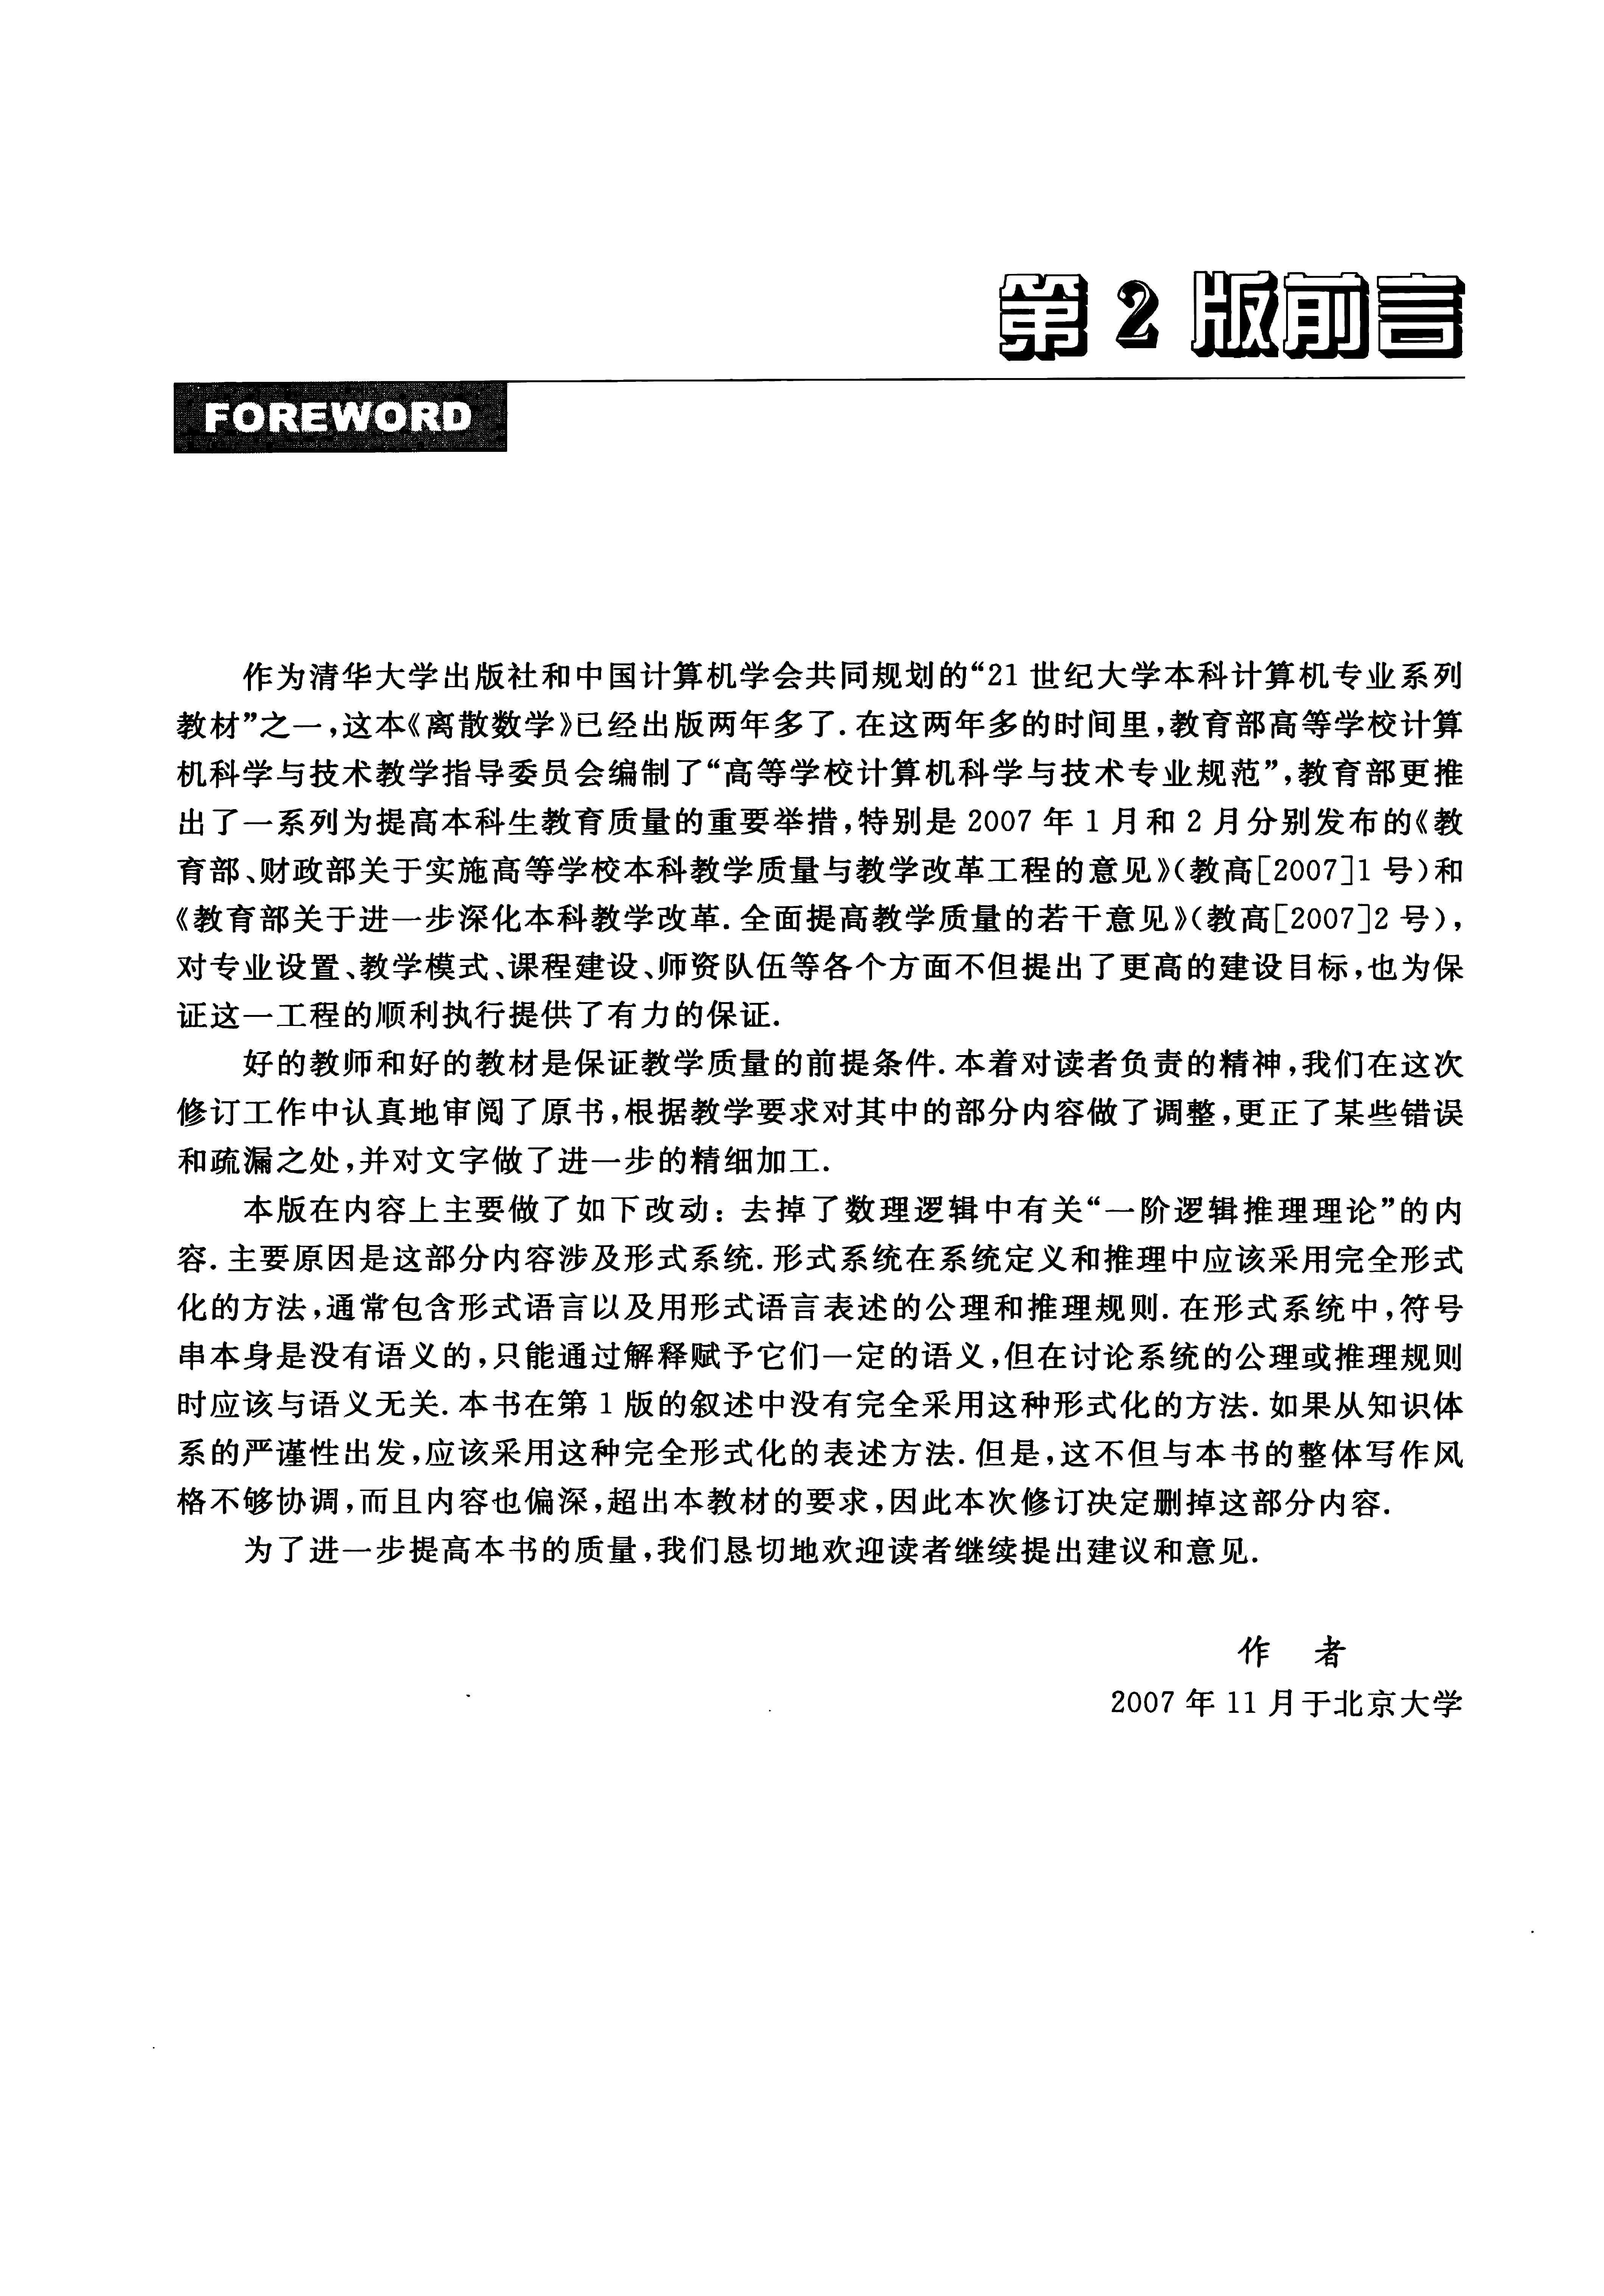 第 2 版前言
FOREWORD
作为清华大学出版社和中国计算机学会共同规划的“21 世纪大学本科计算机专业系列
教材”之一,这本《离散数学》已经出版两年多了. 在这两年多的时间里,教育部高等学校计算
机科学与技术教学指导委员会编制了“高等学校计算机科学与技术专业规范”,教育部更推
出了一系列为提高本科生教育质量的重要举措,特别是 2007 年 1 月和 2 月分别发布的《教
育部、财政部关于实施高等学校本科教学质量与教学改革工程的意见》(教高[2007]1 号)和
《教育部关于进一步深化本科教学改革. 全面提高教学质量的若干意见》(教高[2007]2 号),
对专业设置、教学模式、课程建设、师资队伍等各个方面不但提出了更高的建设目标,也为保
证这一工程的顺利执行提供了有力的保证.
好的教师和好的教材是保证教学质量的前提条件. 本着对读者负责的精神,我们在这次
修订工作中认真地审阅了原书,根据教学要求对其中的部分内容做了调整,更正了某些错误
和疏漏之处,并对文字做了进一步的精细加工.
本版在内容上主要做了如下改动: 去掉了数理逻辑中有关“一阶逻辑推理理论”的内
容. 主要原因是这部分内容涉及形式系统. 形式系统在系统定义和推理中应该采用完全形式
化的方法,通常包含形式语言以及用形式语言表述的公理和推理规则. 在形式系统中,符号
串本身是没有语义的,只能通过解释赋予它们一定的语义,但在讨论系统的公理或推理规则
时应该与语义无关. 本书在第 1 版的叙述中没有完全采用这种形式化的方法. 如果从知识体
系的严谨性出发,应该采用这种完全形式化的表述方法. 但是,这不但与本书的整体写作风
格不够协调,而且内容也偏深,超出本教材的要求,因此本次修订决定删掉这部分内容.
为了进一步提高本书的质量,我们恳切地欢迎读者继续提出建议和意见.
作 者
2007 年 11 月于北京大学